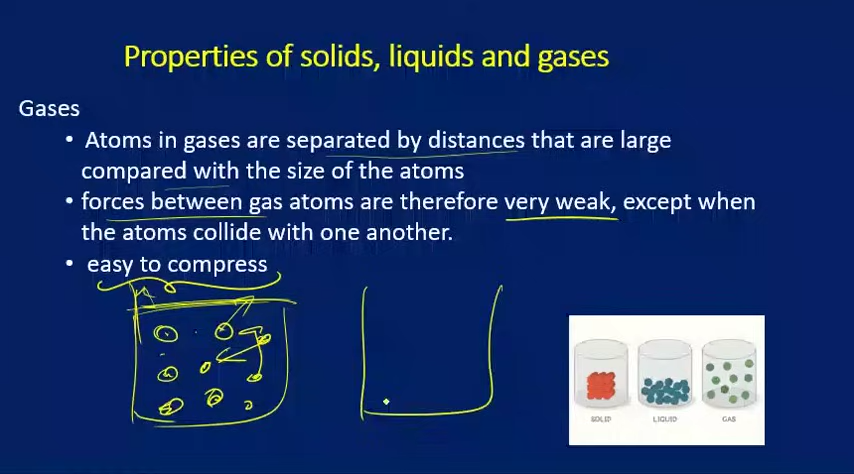 Properties of solids, liquids and gases
Gases
• Atoms in gases are separated by distances that are large
compared with the size of the atoms
• forces between gas atoms are therefore very weak, except when
the atoms collide with one another.
• easy to compress
SOLID
LIQUID
GAS